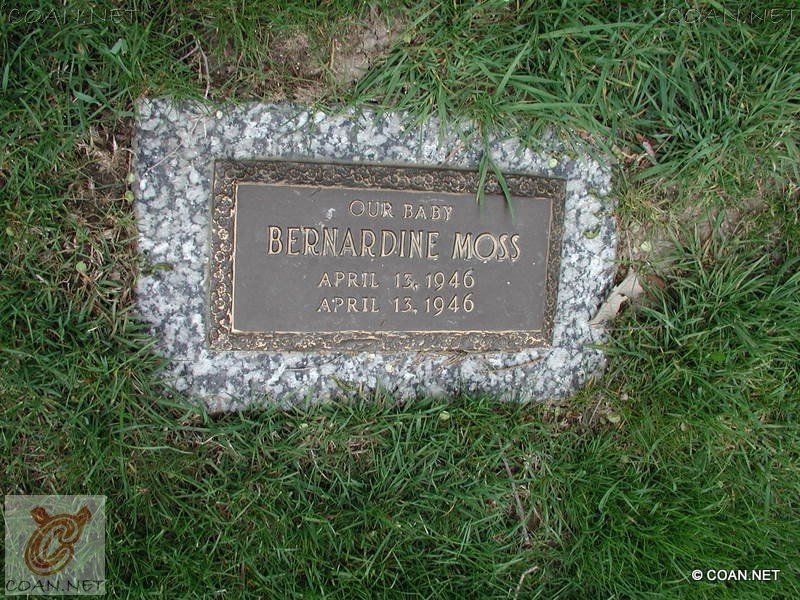 COAN.NET
COAN.NET
OUR BABY
BERNARDINE MOSS
APRIL 13, 1946
APRIL 13, 1946
C
COAN.NET
© COAN.NET